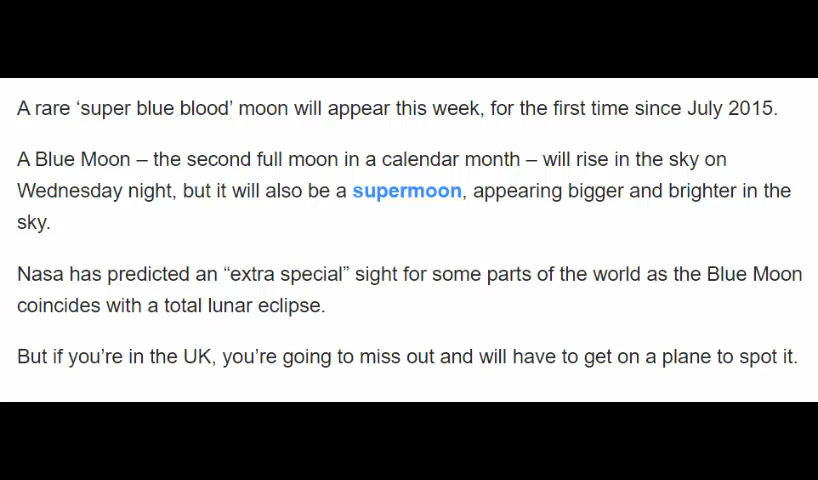 A rare ‘super blue blood’ moon will appear this week, for the first time since July 2015.
A Blue Moon – the second full moon in a calendar month – will rise in the sky on
Wednesday night, but it will also be a supermoon, appearing bigger and brighter in the
sky.
Nasa has predicted an “extra special” sight for some parts of the world as the Blue Moon
coincides with a total lunar eclipse.
But if you’re in the UK, you’re going to miss out and will have to get on a plane to spot it.